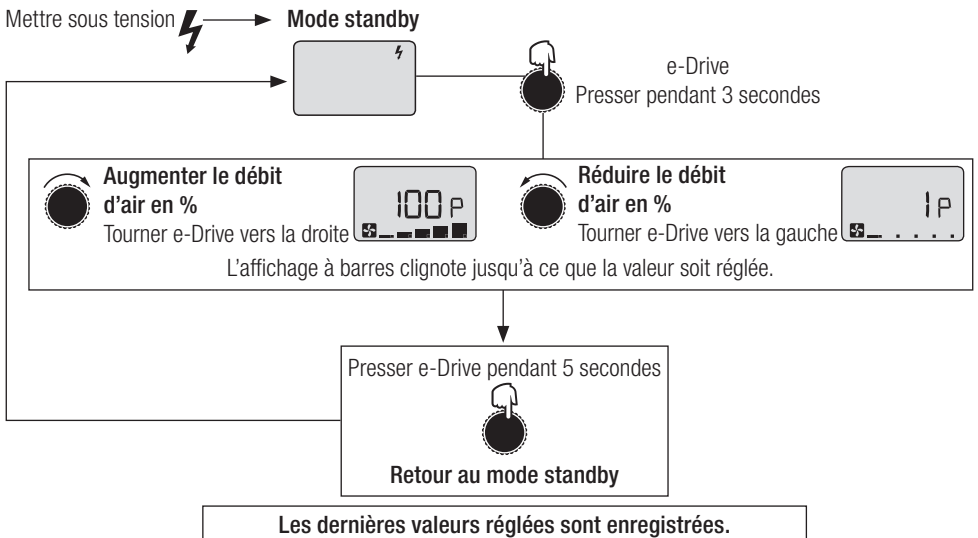 Mettre sous tension
Mode standby
e-Drive
Presser pendant 3 secondes
Augmenter le débit
d'air en %
Tourner e-Drive vers la droite
100 P
Réduire le débit
d'air en %
Tourner e-Drive vers la gauche
1 P
L'affichage à barres clignote jusqu'à ce que la valeur soit réglée.
Presser e-Drive pendant 5 secondes
Retour au mode standby
Les dernières valeurs réglées sont enregistrées.